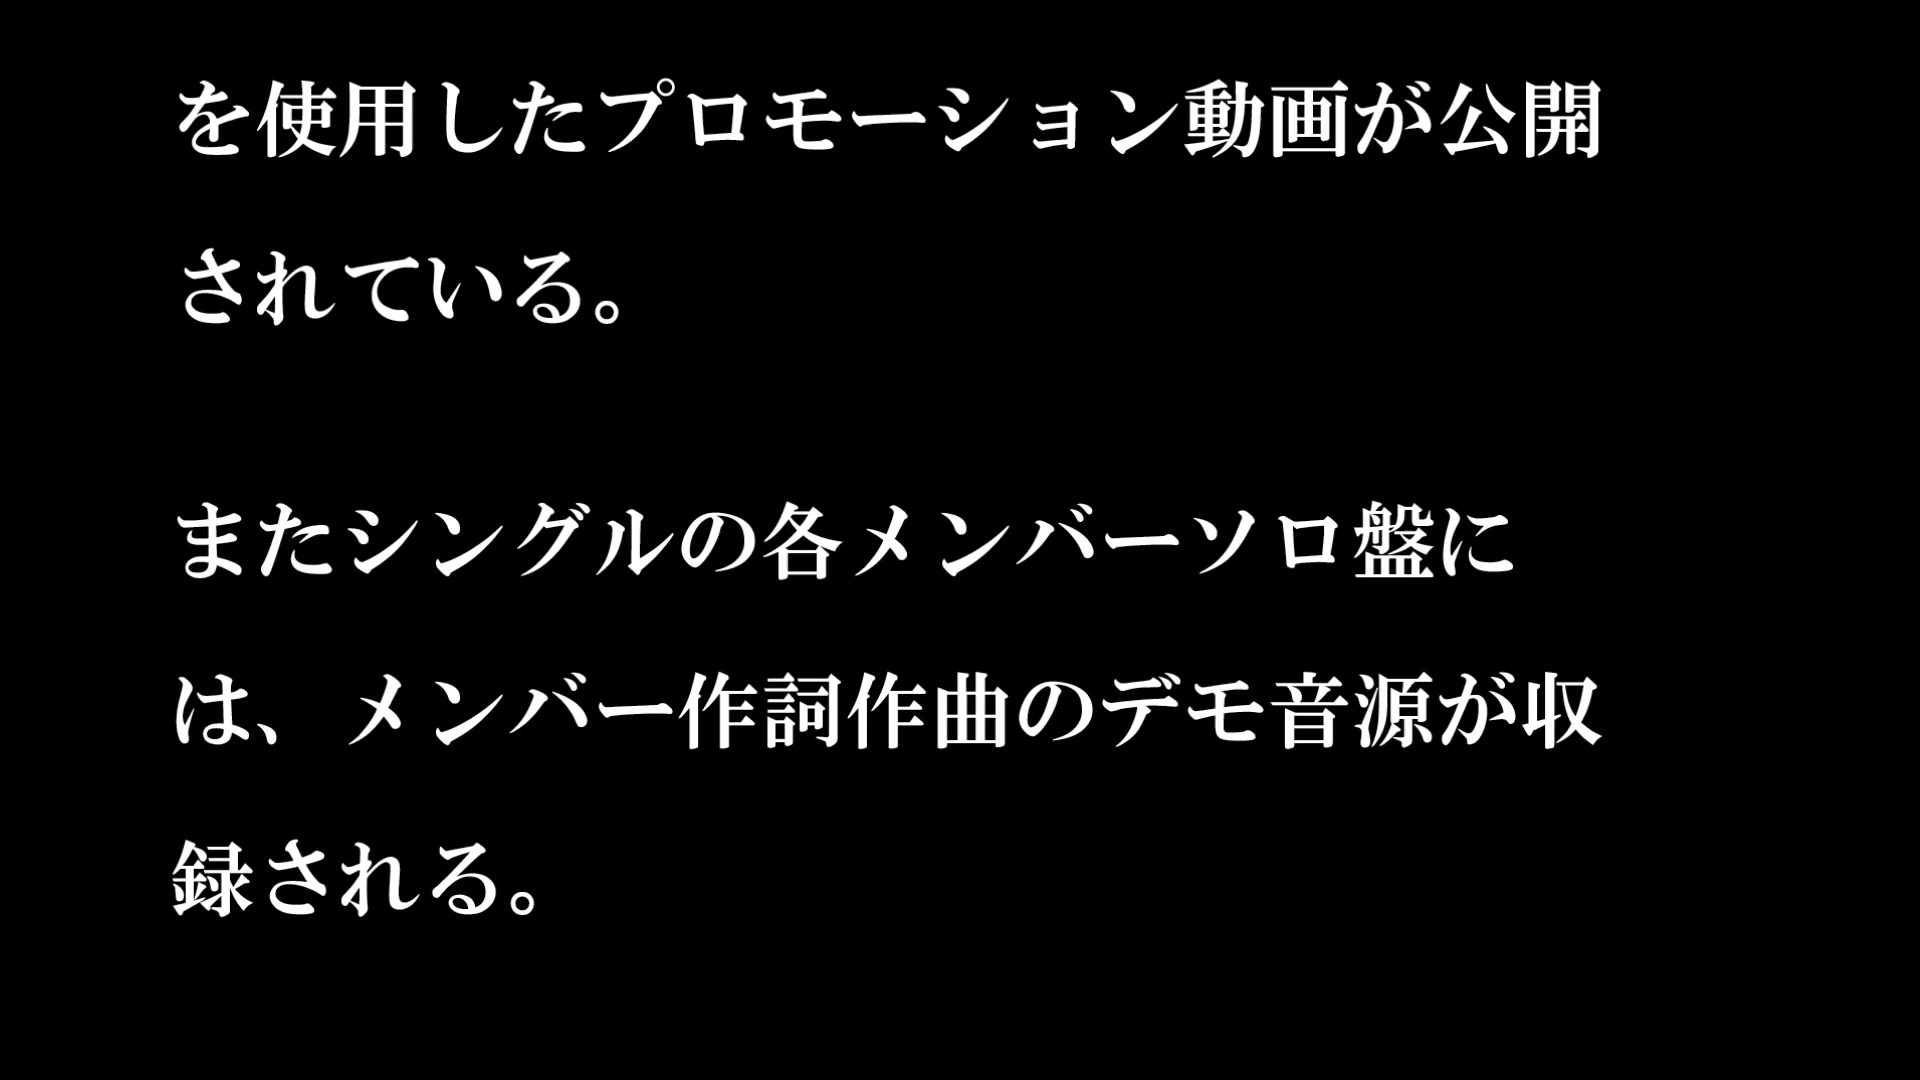 を使用したプロモーション動画が公開
されている。
またシングルの各メンバーソロ盤に
は、メンバー作詞作曲のデモ音源が収
録される。